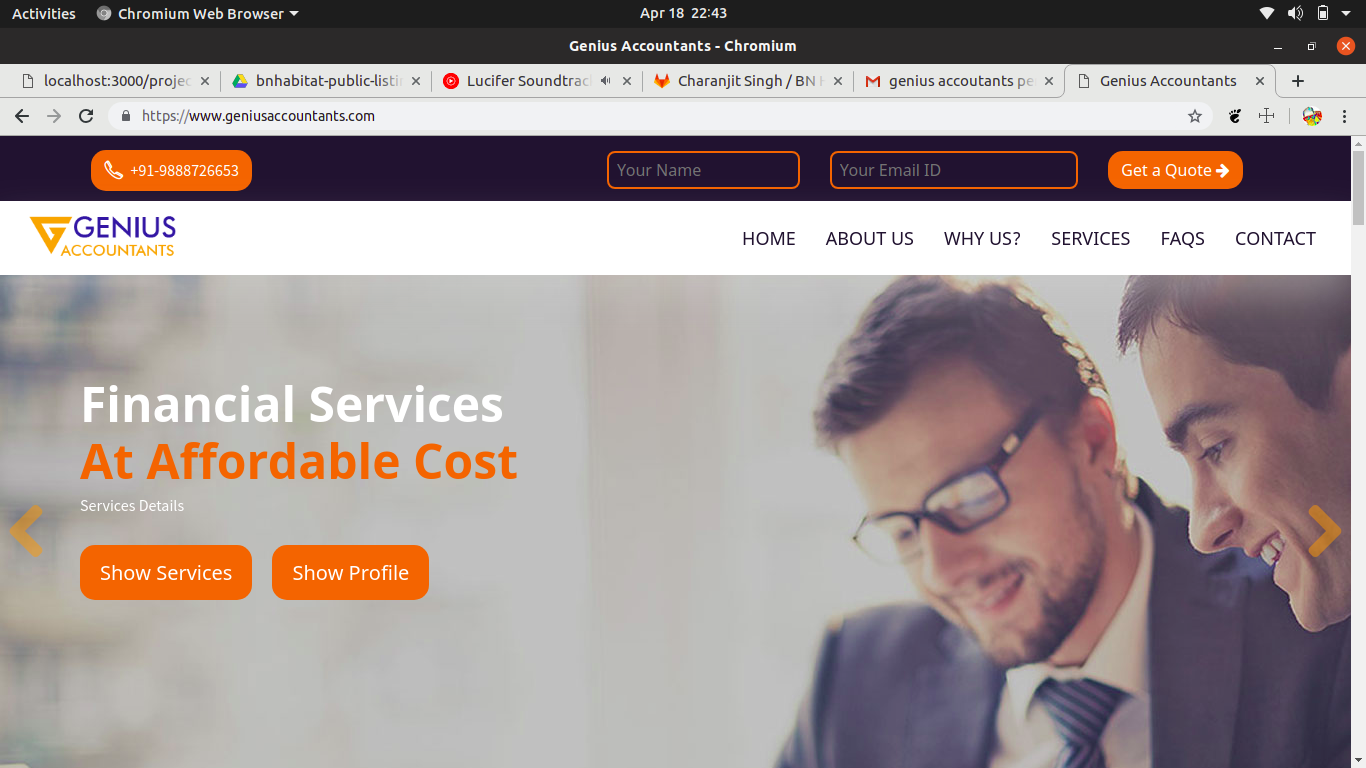 Activities Chromium Web Browser Apr 18 22:43
Genius Accountants - Chromium
localhost:3000/projec bnhabitat-public-listi Lucifer Soundtrac Charanjit Singh / BN genius accoutants pe Genius Accountants
https://www.geniusaccountants.com
+91-9888726653 Your Name Your Email ID Get a Quote
GENIUS
ACCOUNTANTS
HOME ABOUT US WHY US? SERVICES FAQS CONTACT
Financial Services
At Affordable Cost
Services Details
Show Services Show Profile